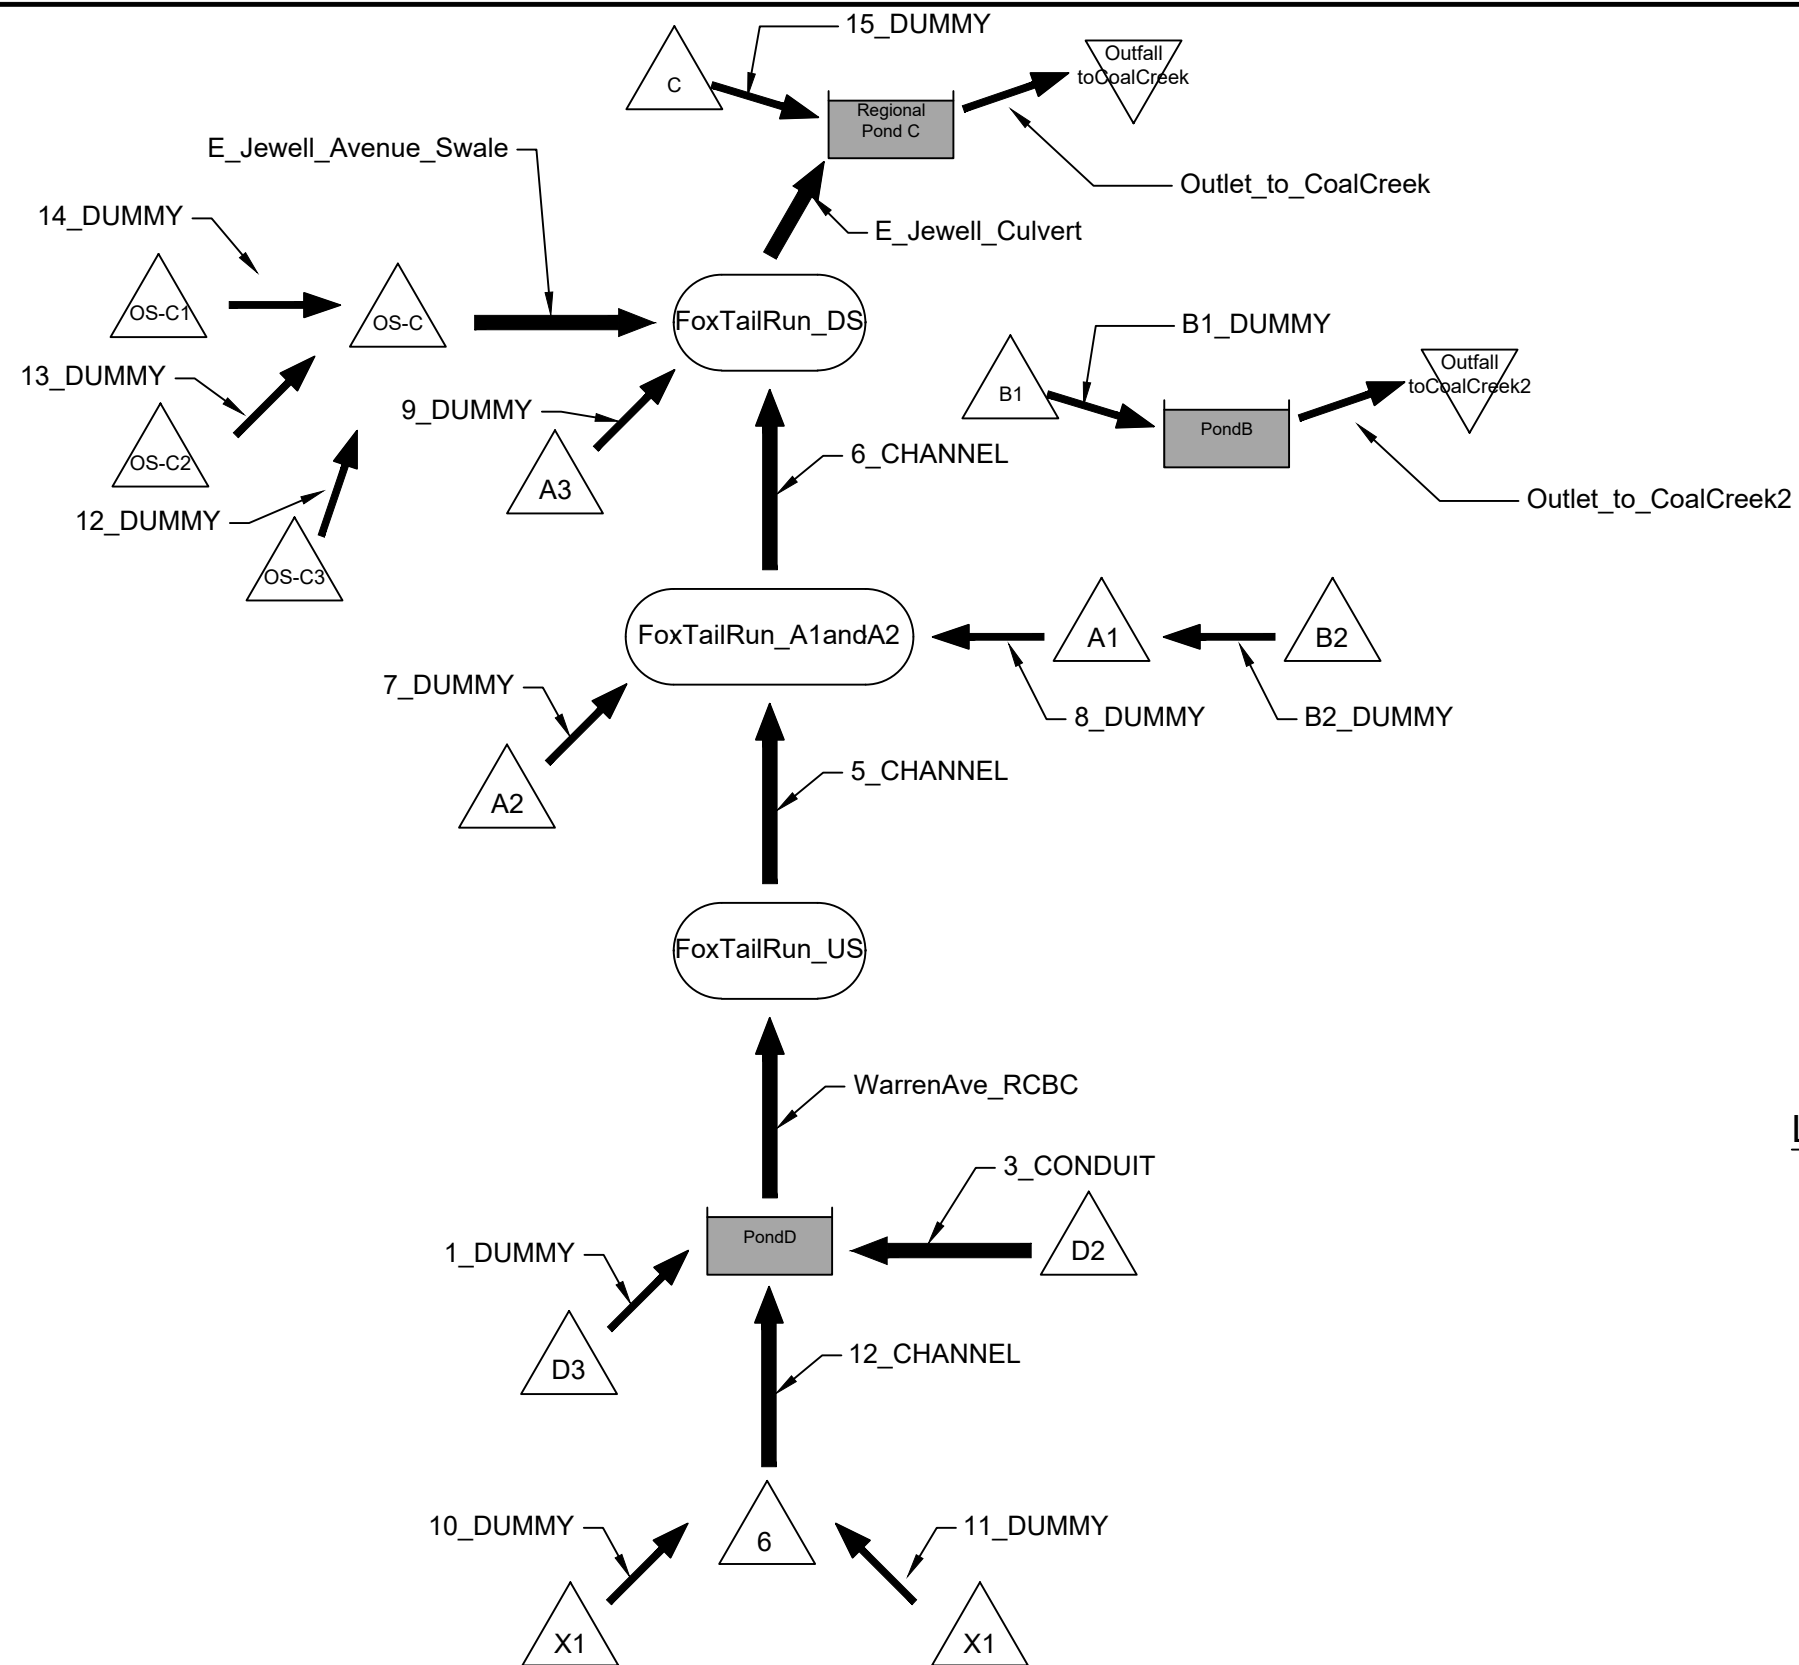 15_DUMMY
Outfall
toCoalCreek
C
Regional
Pond C
E_Jewell_Avenue_Swale
Outlet_to_CoalCreek
14_DUMMY
E_Jewell_Culvert
OS-C1
OS-C
FoxTailRun_DS
B1_DUMMY
Outfall
toCoalCreek2
13_DUMMY
B1
9_DUMMY
PondB
OS-C2
6_CHANNEL
A3
Outlet_to_CoalCreek2
12_DUMMY
OS-C3
FoxTailRun_A1andA2
A1
B2
7_DUMMY
8_DUMMY
B2_DUMMY
5_CHANNEL
A2
FoxTailRun_US
WarrenAve_RCBC
3_CONDUIT
PondD
1_DUMMY
D2
12_CHANNEL
D3
10_DUMMY
6
11_DUMMY
X1
X1